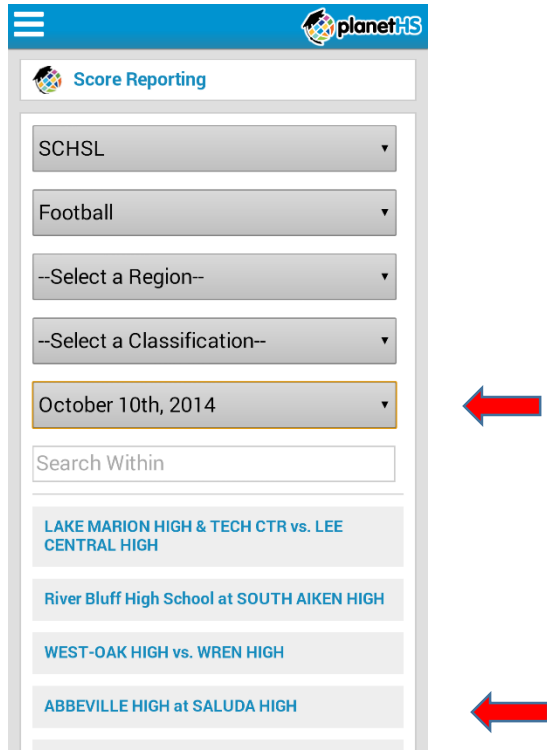 planetHS
Score Reporting
SCHSL
Football
--Select a Region--
--Select a Classification--
October 10th, 2014
Search Within
LAKE MARION HIGH & TECH CTR vs. LEE
CENTRAL HIGH
River Bluff High School at SOUTH AIKEN HIGH
WEST-OAK HIGH vs. WREN HIGH
ABBEVILLE HIGH at SALUDA HIGH